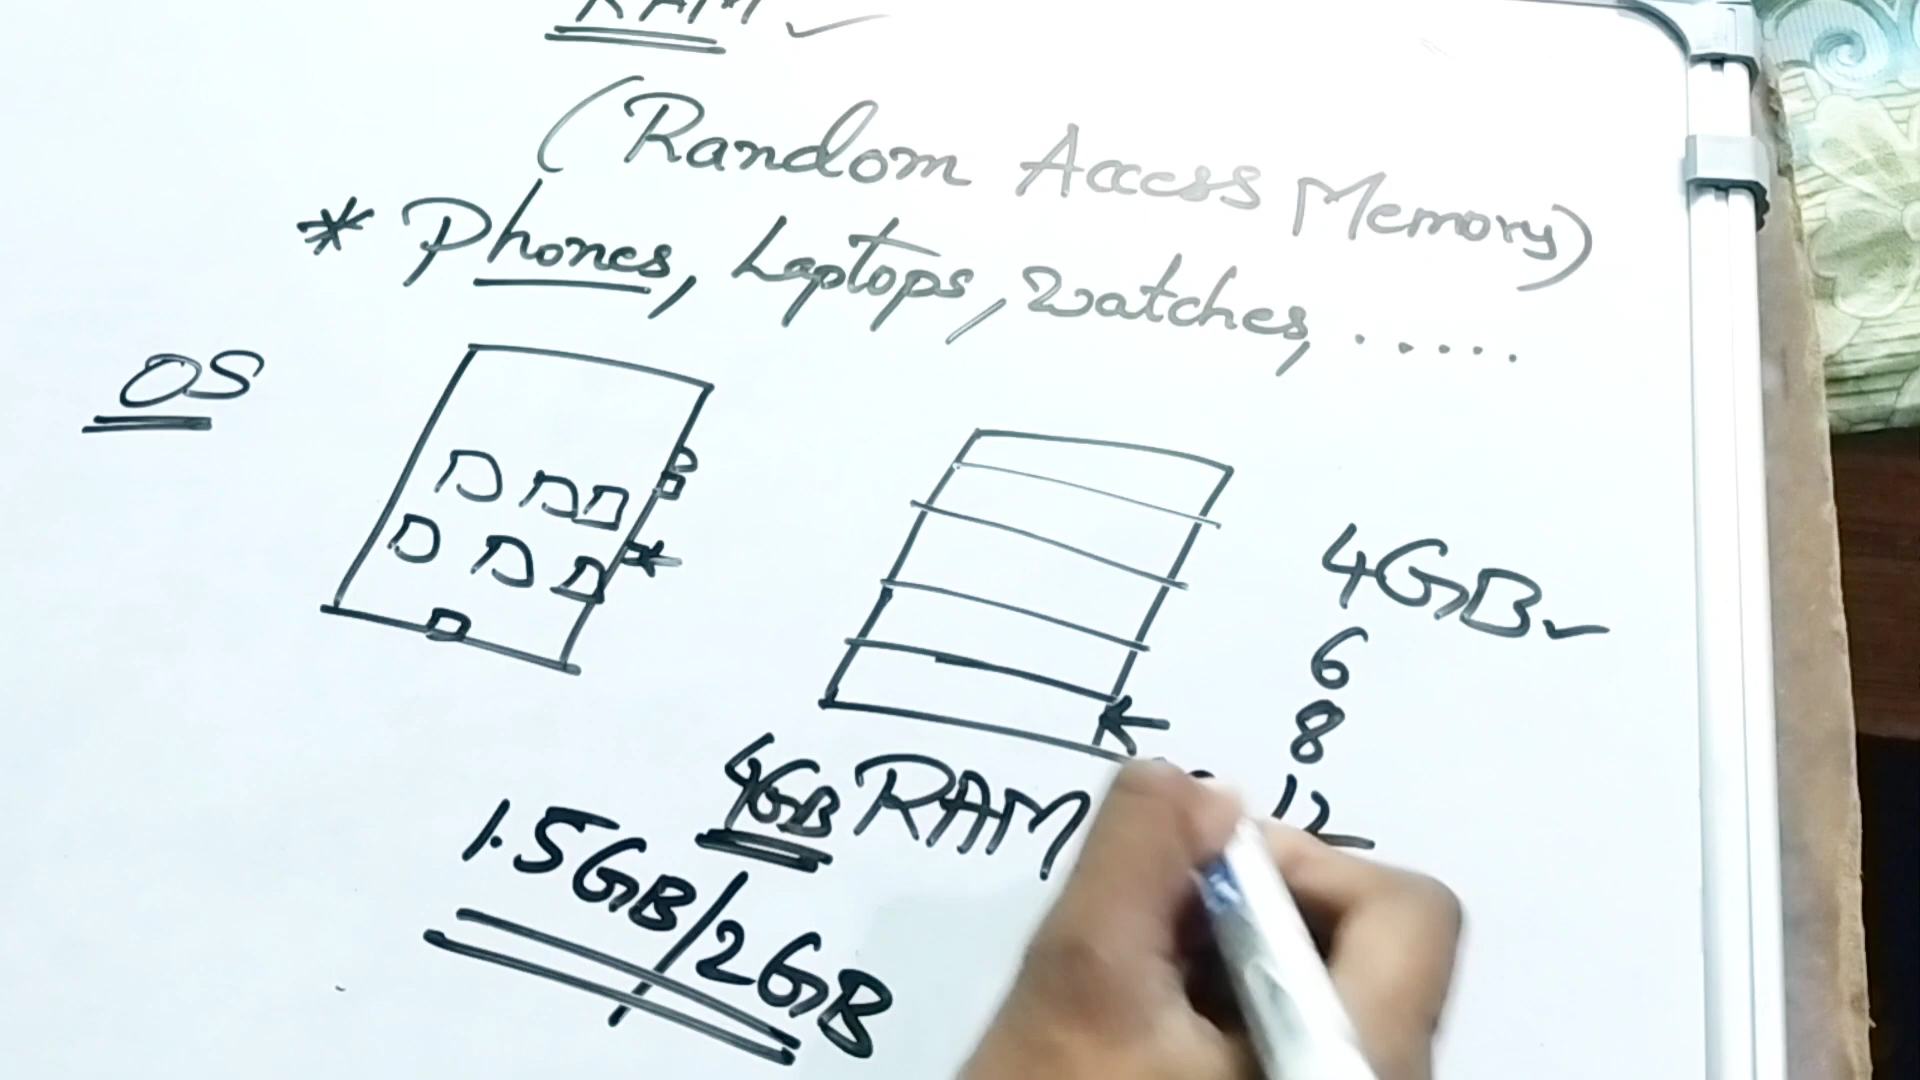 RAM
(Random Access Memory)
* Phones, Laptops, Watches, .....
OS
4GB
6
8
12
4GB RAM
1.5GB/2GB